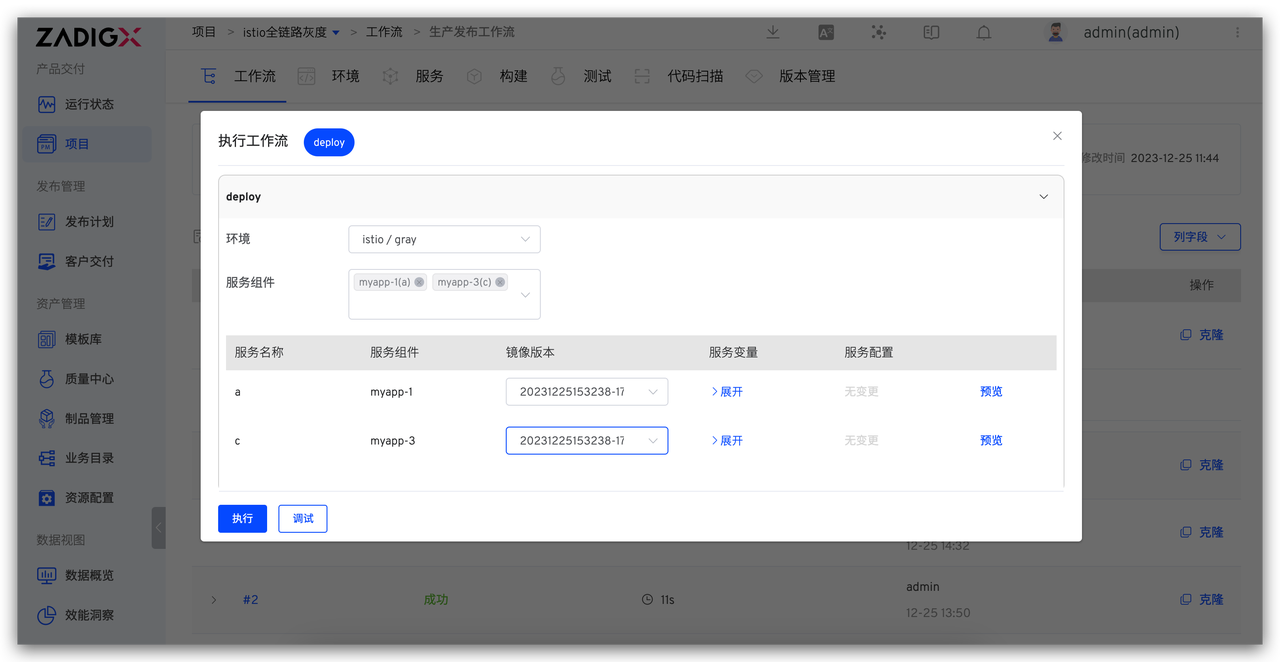 ZADIGX
项目 > istio全链路灰度 > 工作流 > 生产发布工作流
admin(admin)
产品交付
运行状态
项目
发布管理
发布计划
客户交付
资产管理
模板库
质量中心
制品管理
业务目录
资源配置
数据视图
数据概览
效能洞察
工作流 环境 服务 构建 测试 代码扫描 版本管理
修改时间 2023-12-25 11:44
列字段
操作
克隆
克隆
克隆
12-25 14:32
#2 成功 11s admin 克隆
12-25 13:50
执行工作流 deploy
deploy
环境 istio / gray
服务组件 myapp-1(a) myapp-3(c)
服务名称 服务组件 镜像版本 服务变量 服务配置
a myapp-1 20231225153238-17 展开 无变更 预览
c myapp-3 20231225153238-17 展开 无变更 预览
执行 调试